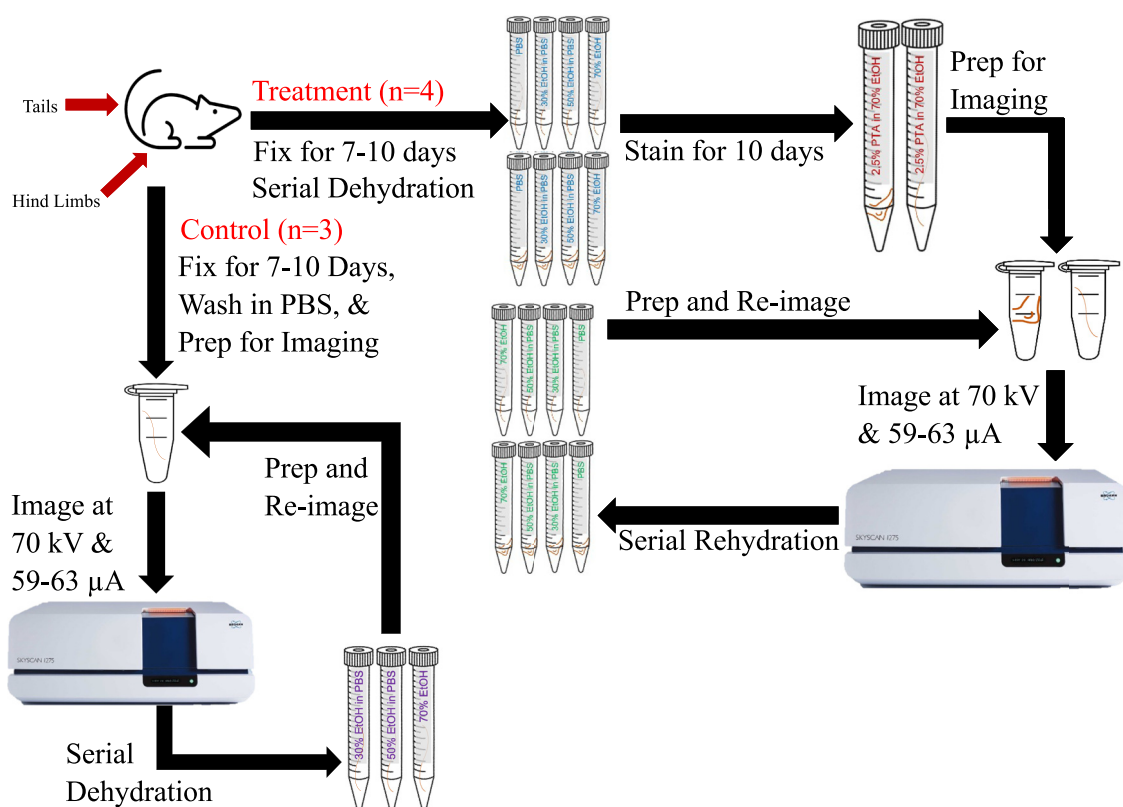 Tails
Hind Limbs
Treatment (n=4)
Fix for 7-10 days
Serial Dehydration
PBS
30% EtOH in PBS
50% EtOH in PBS
70% EtOH
PBS
30% EtOH in PBS
50% EtOH in PBS
70% EtOH
Stain for 10 days
2.5% PTA in 70% EtOH
2.5% PTA in 70% EtOH
Prep for
Imaging
Control (n=3)
Fix for 7-10 Days,
Wash in PBS, &
Prep for Imaging
Prep and Re-image
70% EtOH
50% EtOH in PBS
30% EtOH in PBS
PBS
70% EtOH
50% EtOH in PBS
30% EtOH in PBS
PBS
Image at 70 kV
& 59-63 µA
SKYSCAN 1275
Serial Rehydration
Prep and
Re-image
Image at
70 kV &
59-63 µA
SKYSCAN 1275
Serial
Dehydration
30% EtOH in PBS
50% EtOH in PBS
70% EtOH